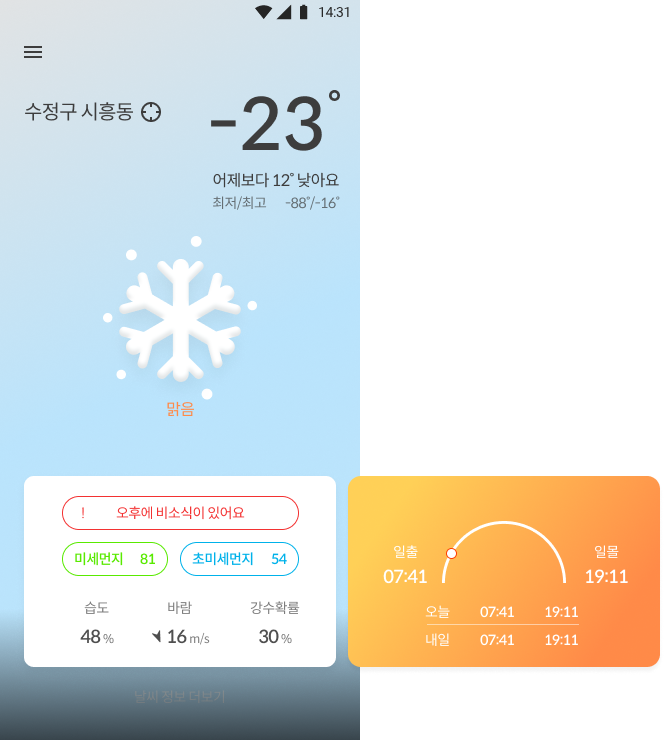 14:31
수정구 시흥동
-23°
어제보다 12° 낮아요
최저/최고 -88°/-16°
맑음
! 오후에 비소식이 있어요
미세먼지 81 초미세먼지 54
습도 바람 강수확률
48 % 16 m/s 30 %
일출 일몰
07:41 19:11
오늘 07:41 19:11
내일 07:41 19:11
날씨 정보 더보기